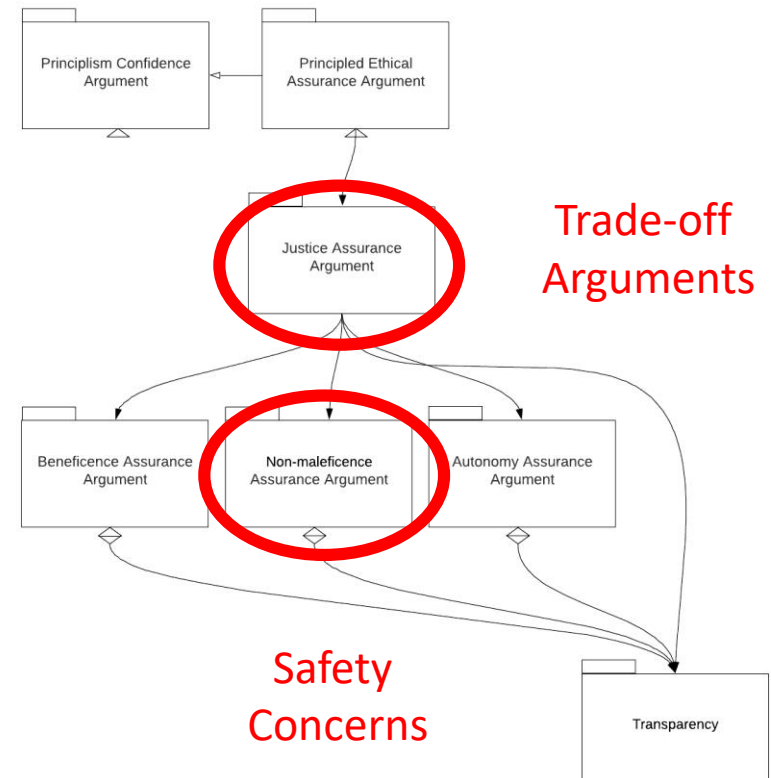 Principlism Confidence
Argument
Principled Ethical
Assurance Argument
Justice Assurance
Argument
Trade-off
Arguments
Beneficence Assurance
Argument
Non-maleficence
Assurance Argument
Autonomy Assurance
Argument
Safety
Concerns
Transparency